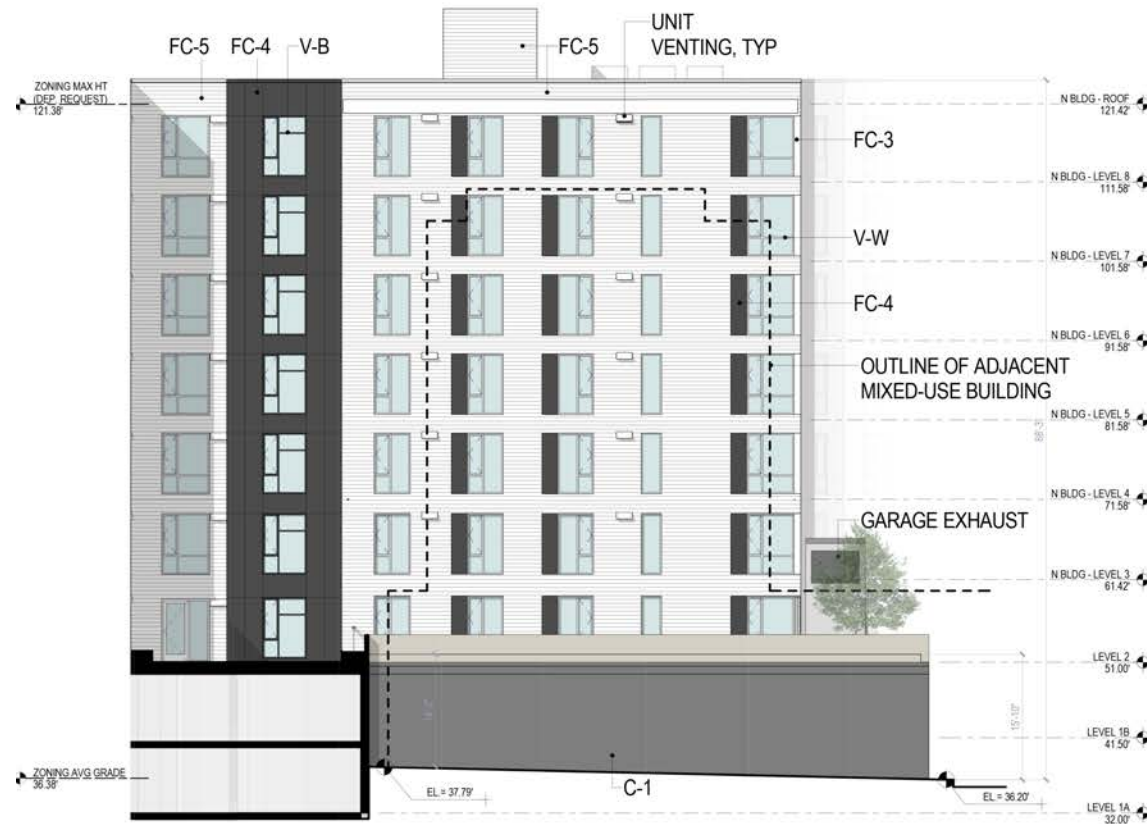 UNIT
VENTING, TYP
FC-5
FC-4
V-B
FC-5
ZONING MAX HT
(DEP. REQUEST)
121.38'
N BLDG - ROOF
121.42'
FC-3
N BLDG - LEVEL 8
111.58'
V-W
N BLDG - LEVEL 7
101.58'
FC-4
N BLDG - LEVEL 6
91.58'
OUTLINE OF ADJACENT
MIXED-USE BUILDING
N BLDG - LEVEL 5
81.58'
N BLDG - LEVEL 4
71.58'
GARAGE EXHAUST
N BLDG - LEVEL 3
61.42'
LEVEL 2
51.00'
15'-10"
LEVEL 1B
41.50'
ZONING AVG GRADE
36.38'
EL = 37.79'
C-1
EL = 36.20'
LEVEL 1A
32.00'